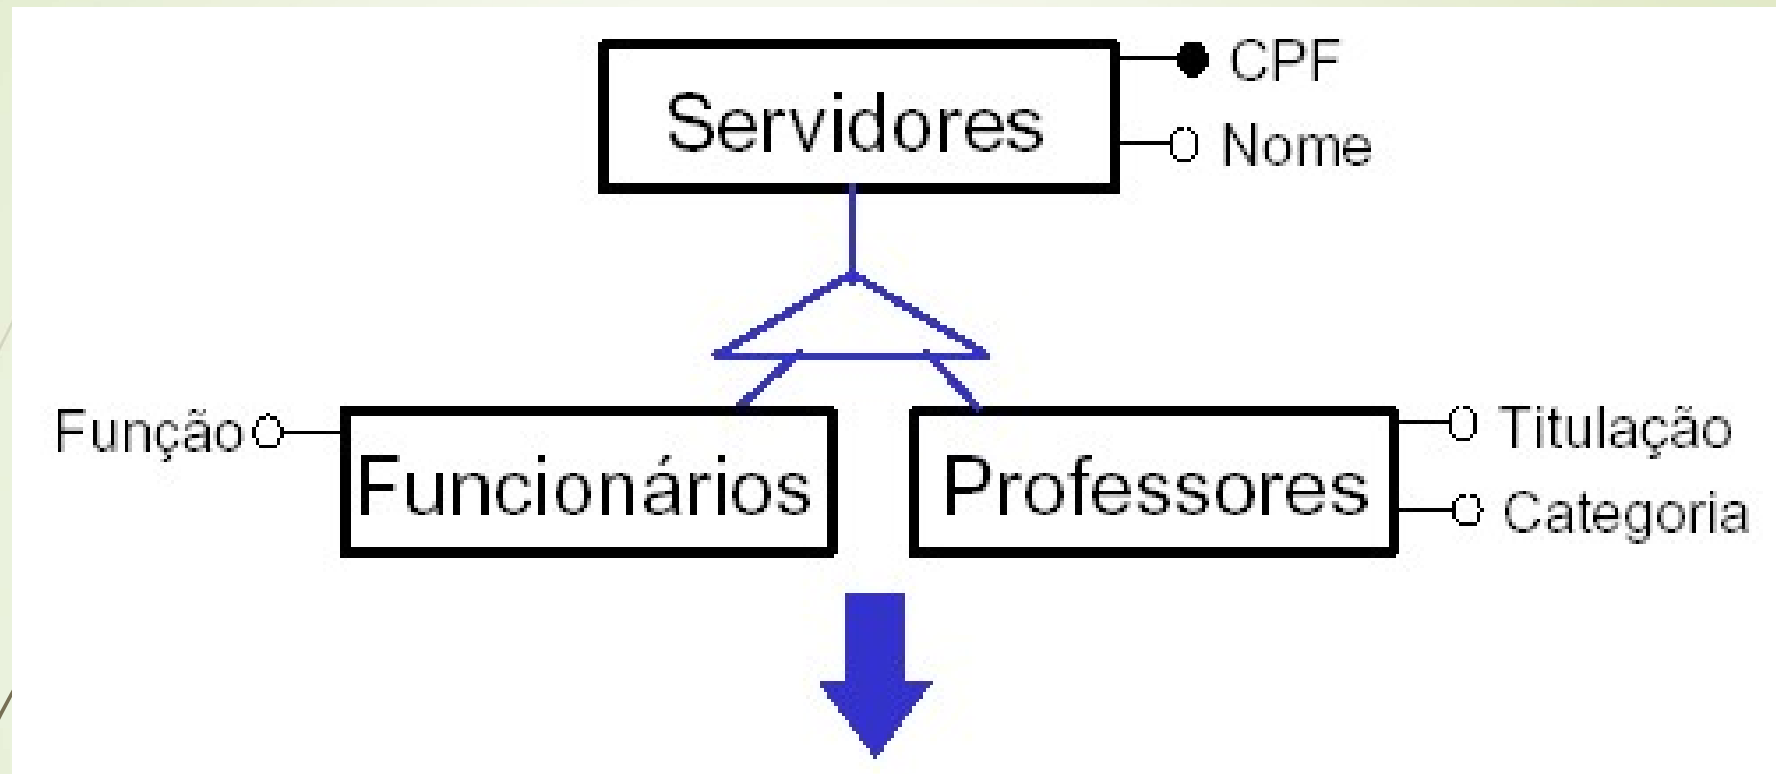 CPF
Servidores
Nome
Função
Titulação
Funcionários
Professores
Categoria